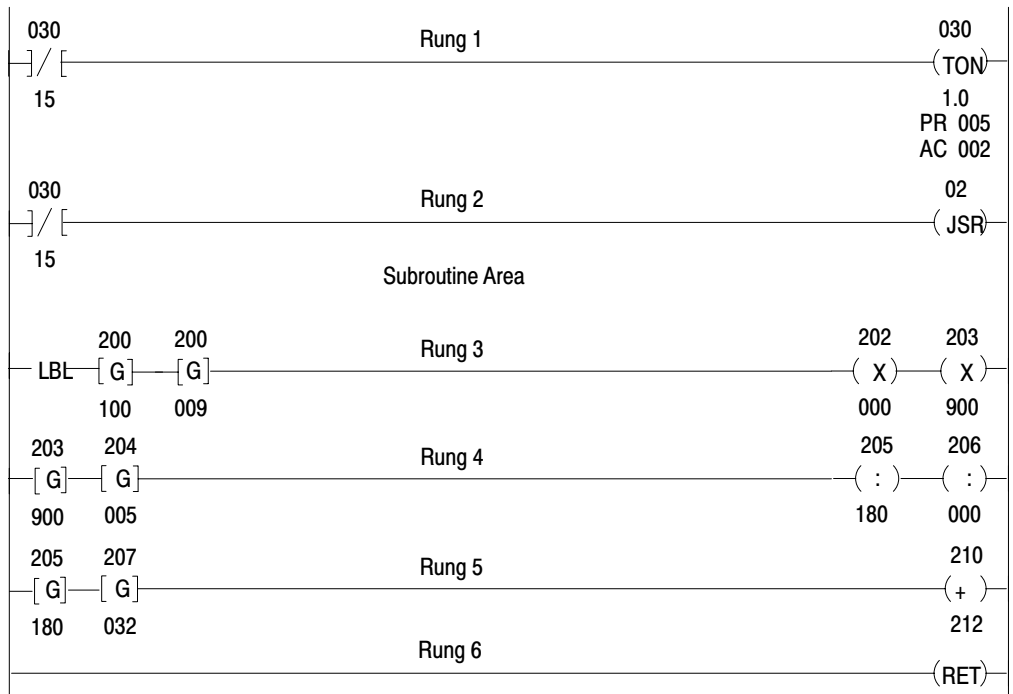 030 Rung 1 030
]/[ (TON)
15 1.0
PR 005
AC 002
030 Rung 2 02
]/[ (JSR)
15
Subroutine Area
200 200 Rung 3 202 203
LBL [G] [G] (X) (X)
100 009 000 900
203 204 Rung 4 205 206
[G] [G] (:) (:)
900 005 180 000
205 207 Rung 5 210
[G] [G] (+)
180 032 212
Rung 6
(RET)